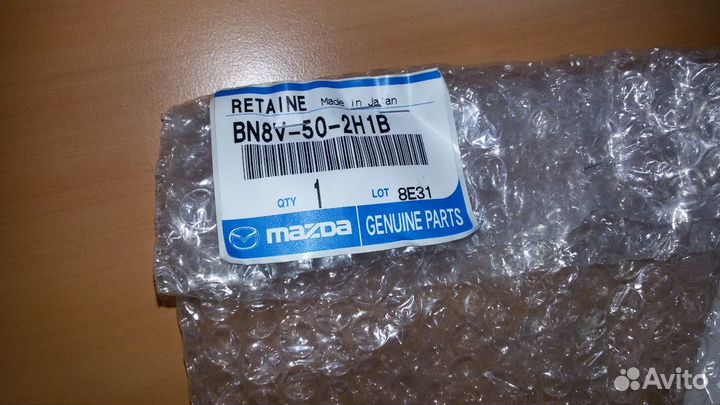 RETAINE Made in Japan
BN8V-50-2H1B
QTY 1 LOT 8E31
mazda GENUINE PARTS
Avito